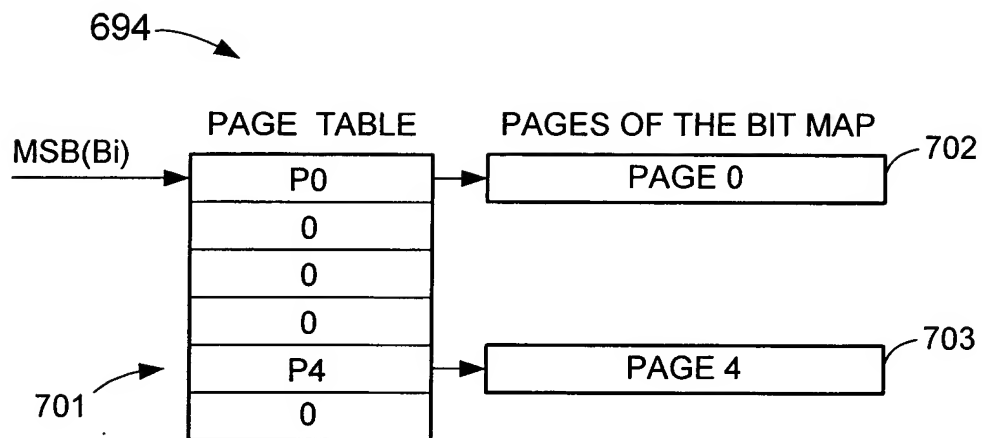 694
PAGE TABLE
PAGES OF THE BIT MAP
MSB(Bi)
P0
PAGE 0
702
0
0
0
P4
PAGE 4
703
701
0